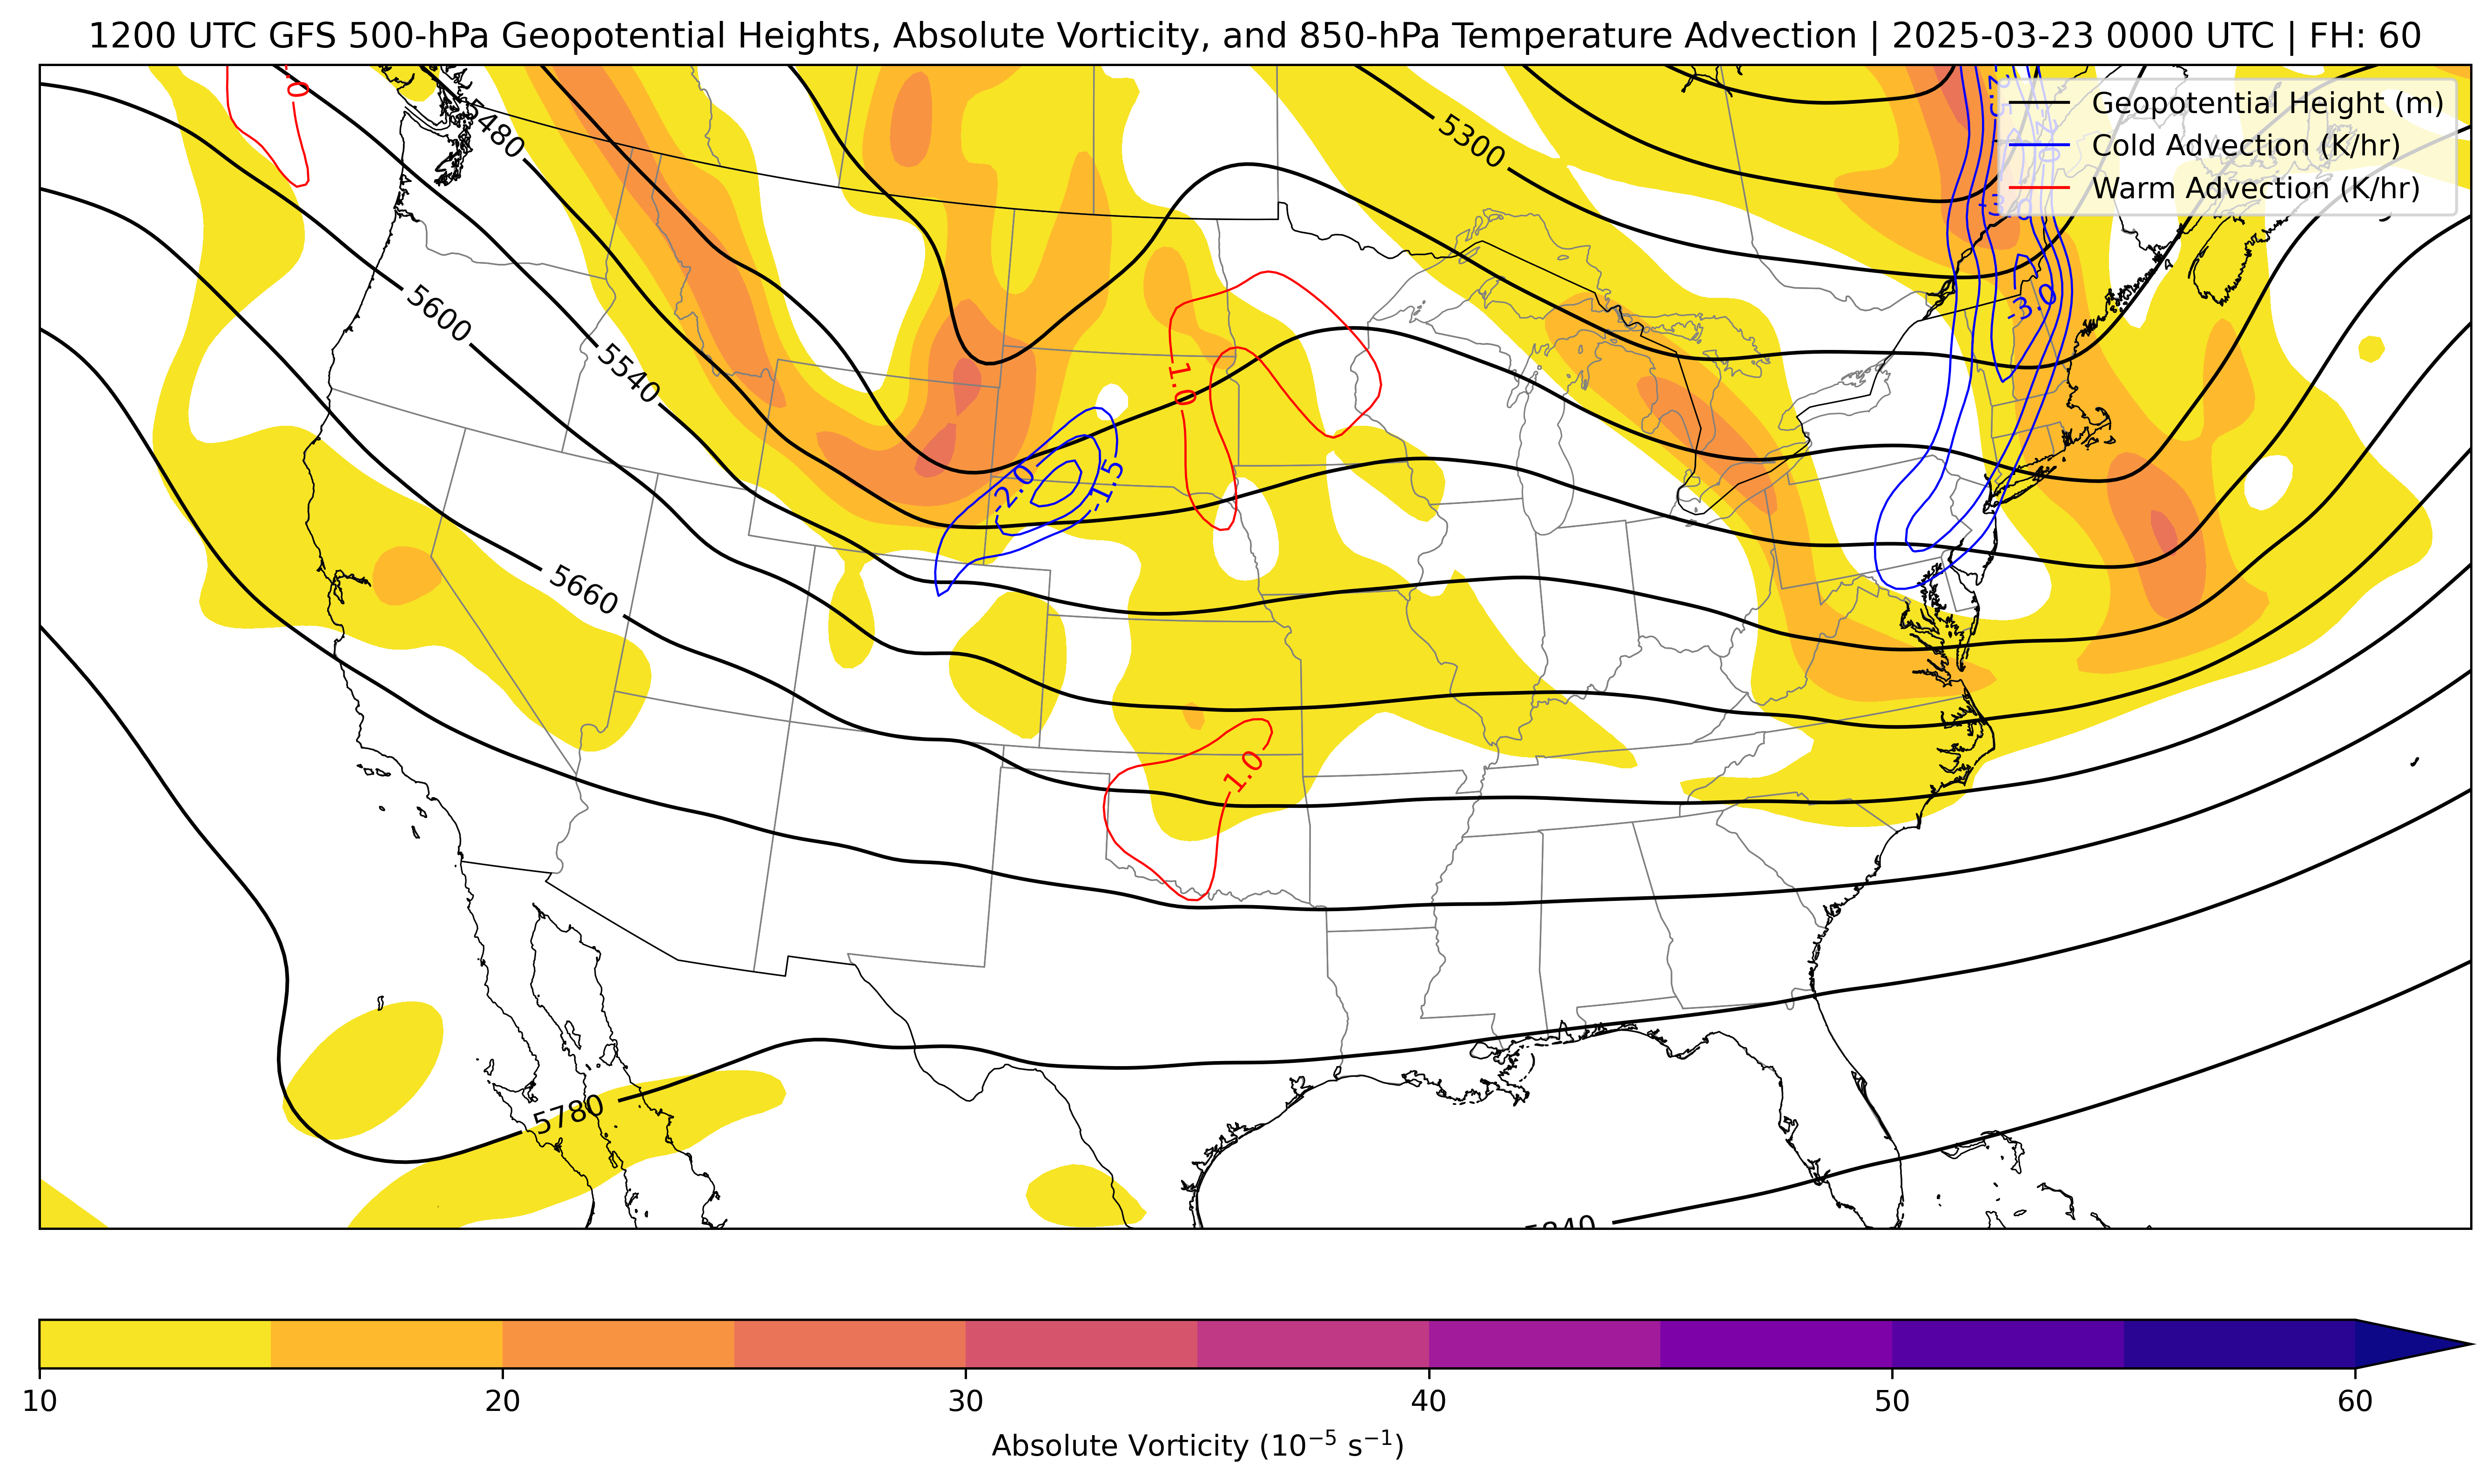 1200 UTC GFS 500-hPa Geopotential Heights, Absolute Vorticity, and 850-hPa Temperature Advection | 2025-03-23 0000 UTC | FH: 60
Geopotential Height (m)
Cold Advection (K/hr)
Warm Advection (K/hr)
5480
5300
5600
5540
-3.0
1.0
-2.0
-1.5
5660
1.0
5780
5840
10 20 30 40 50 60
Absolute Vorticity (10⁻⁵ s⁻¹)